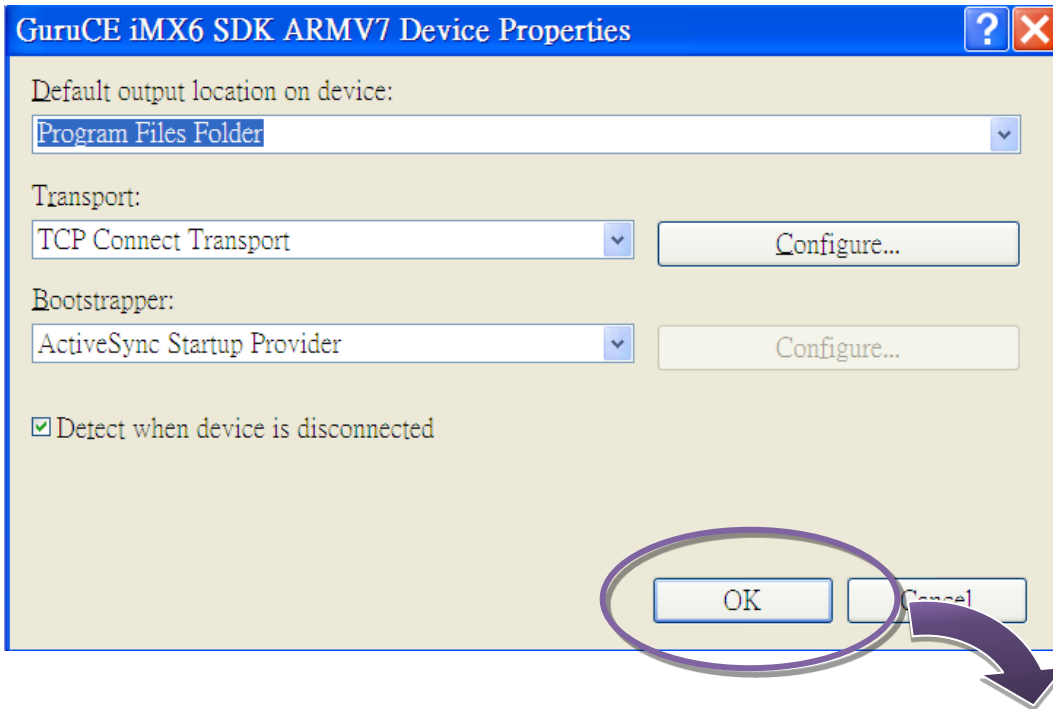 GuruCE iMX6 SDK ARMV7 Device Properties
Default output location on device:
Program Files Folder
Transport:
TCP Connect Transport
Configure...
Bootstrapper:
ActiveSync Startup Provider
Configure...
Detect when device is disconnected
OK
Cancel